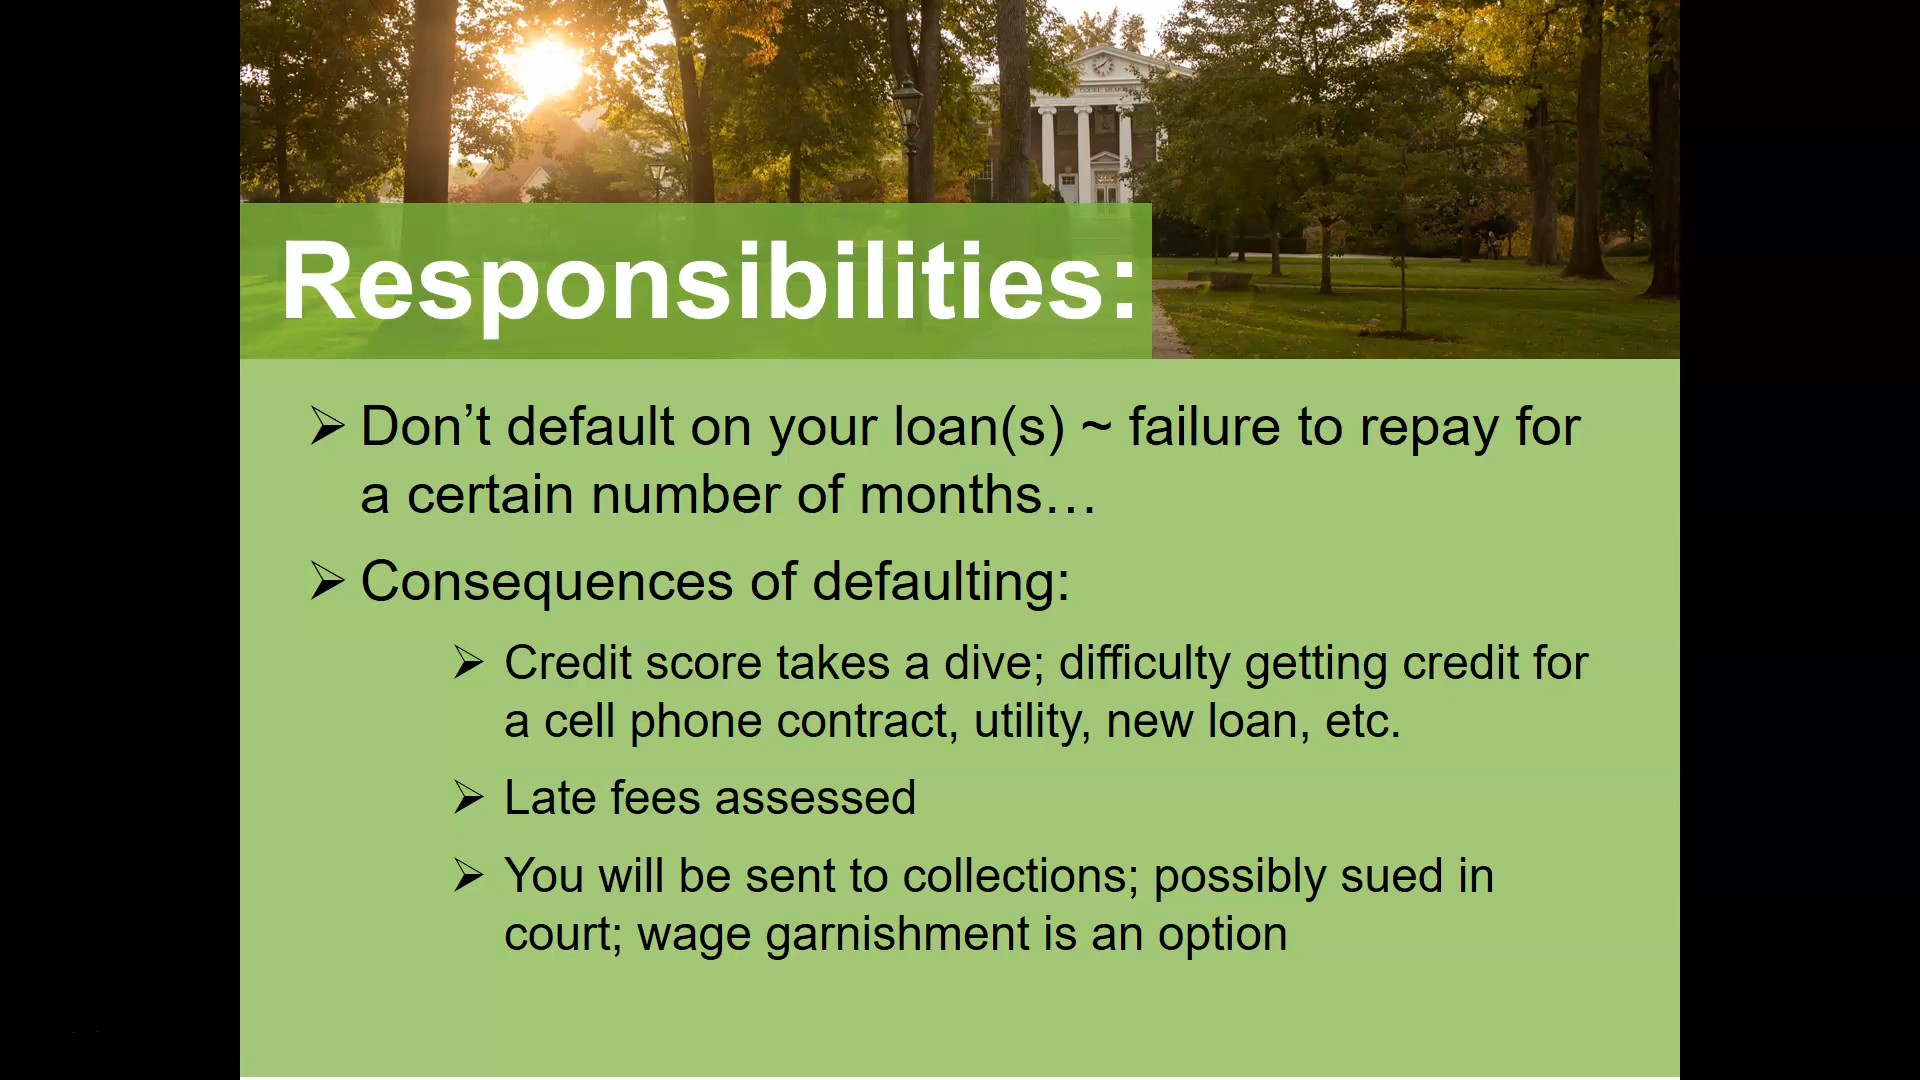 Responsibilities:
➢ Don’t default on your loan(s) ~ failure to repay for
a certain number of months…
➢ Consequences of defaulting:
➢ Credit score takes a dive; difficulty getting credit for
a cell phone contract, utility, new loan, etc.
➢ Late fees assessed
➢ You will be sent to collections; possibly sued in
court; wage garnishment is an option